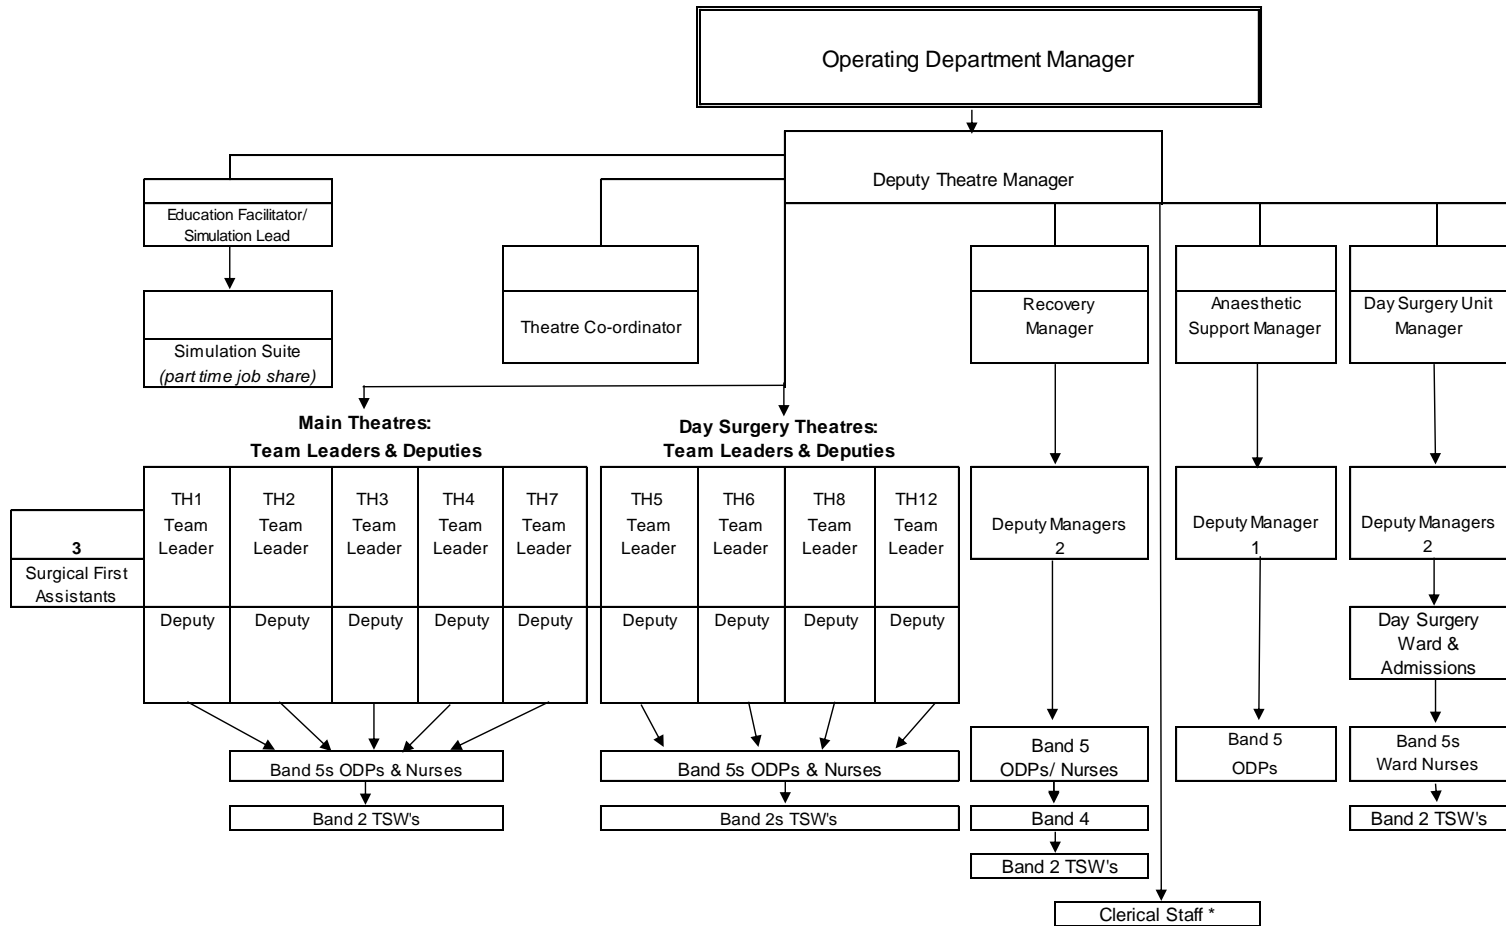 Operating Department Manager
Deputy Theatre Manager
Education Facilitator/
Simulation Lead
Simulation Suite
(part time job share)
Theatre Co-ordinator
Recovery
Manager
Anaesthetic
Support Manager
Day Surgery Unit
Manager
Main Theatres:
Team Leaders & Deputies
Day Surgery Theatres:
Team Leaders & Deputies
3
Surgical First
Assistants
TH1
Team
Leader
Deputy
TH2
Team
Leader
Deputy
TH3
Team
Leader
Deputy
TH4
Team
Leader
Deputy
TH7
Team
Leader
Deputy
TH5
Team
Leader
Deputy
TH6
Team
Leader
Deputy
TH8
Team
Leader
Deputy
TH12
Team
Leader
Deputy
Deputy Managers
2
Deputy Manager
1
Deputy Managers
2
Day Surgery
Ward &
Admissions
Band 5s ODPs & Nurses
Band 2 TSW's
Band 5s ODPs & Nurses
Band 2s TSW's
Band 5
ODPs/ Nurses
Band 4
Band 2 TSW's
Band 5
ODPs
Band 5s
Ward Nurses
Band 2 TSW's
Clerical Staff *